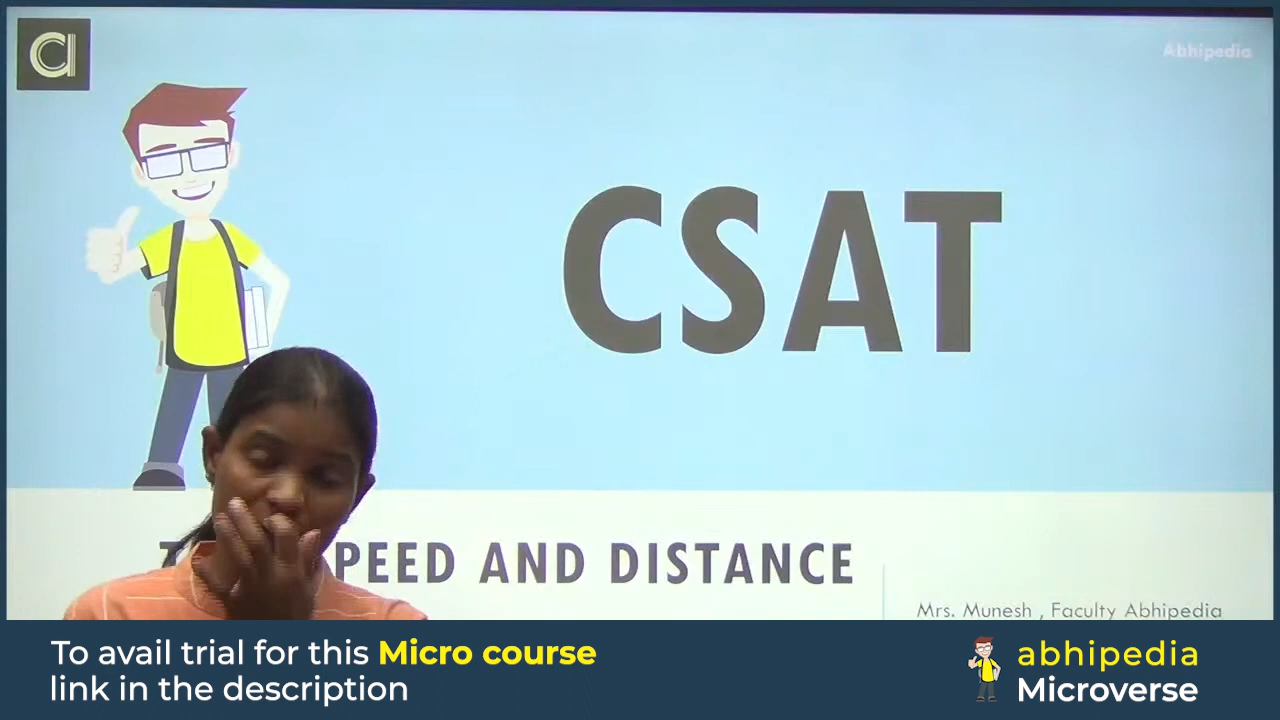 Abhipedia
CSAT
SPEED AND DISTANCE
Mrs. Munesh , Faculty Abhipedia
To avail trial for this Micro course
link in the description
abhipedia
Microverse